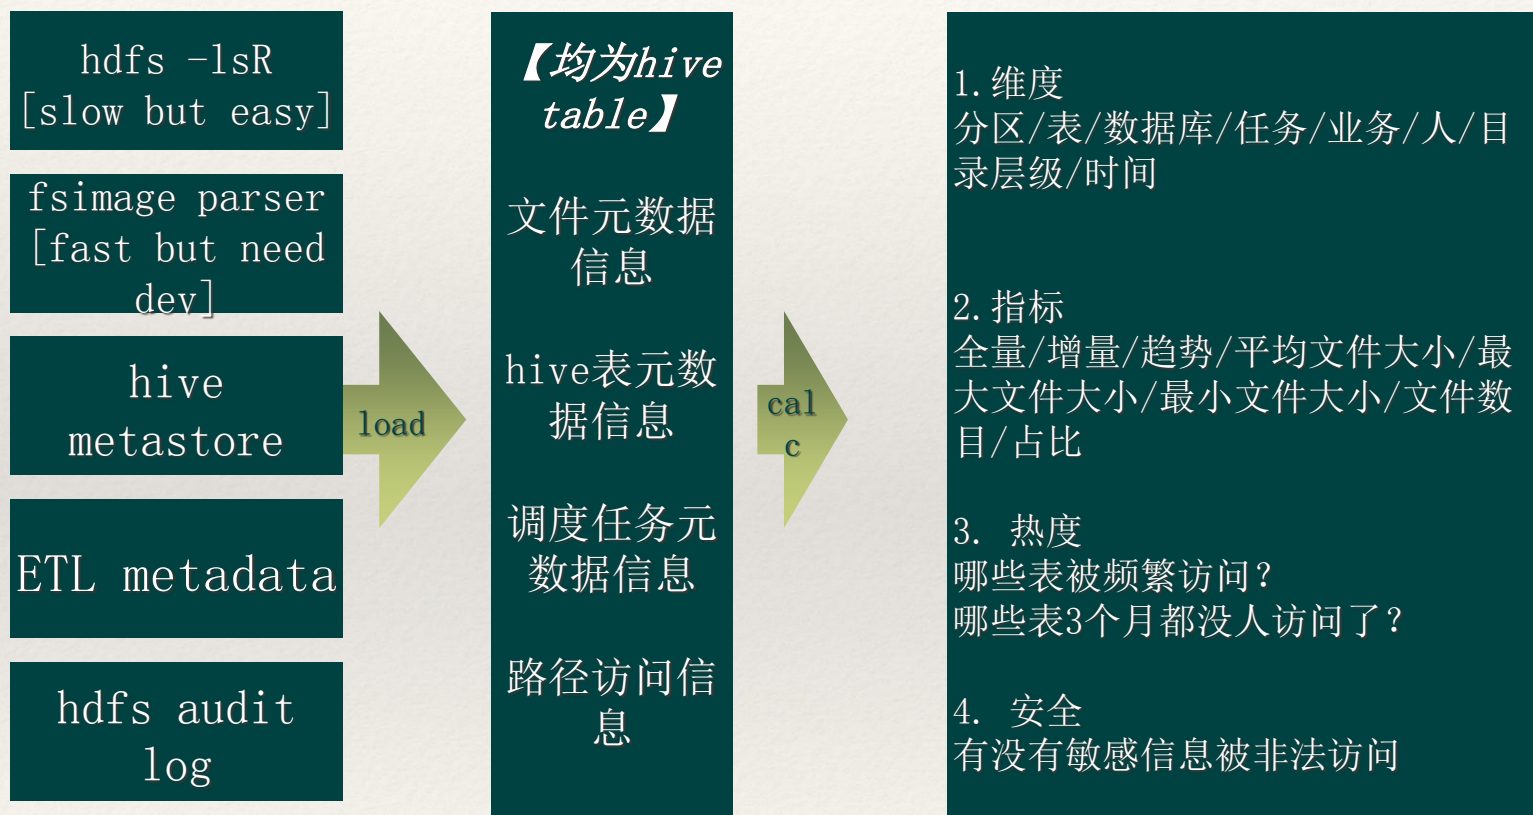 hdfs -lsR
[slow but easy]
fsimage parser
[fast but need
dev]
hive
metastore
ETL metadata
hdfs audit
log
load
【均为hive
table】
文件元数据
信息
hive表元数
据信息
调度任务元
数据信息
路径访问信
息
cal
c
1.维度
分区/表/数据库/任务/业务/人/目
录层级/时间
2.指标
全量/增量/趋势/平均文件大小/最
大文件大小/最小文件大小/文件数
目/占比
3. 热度
哪些表被频繁访问?
哪些表3个月都没人访问了?
4. 安全
有没有敏感信息被非法访问